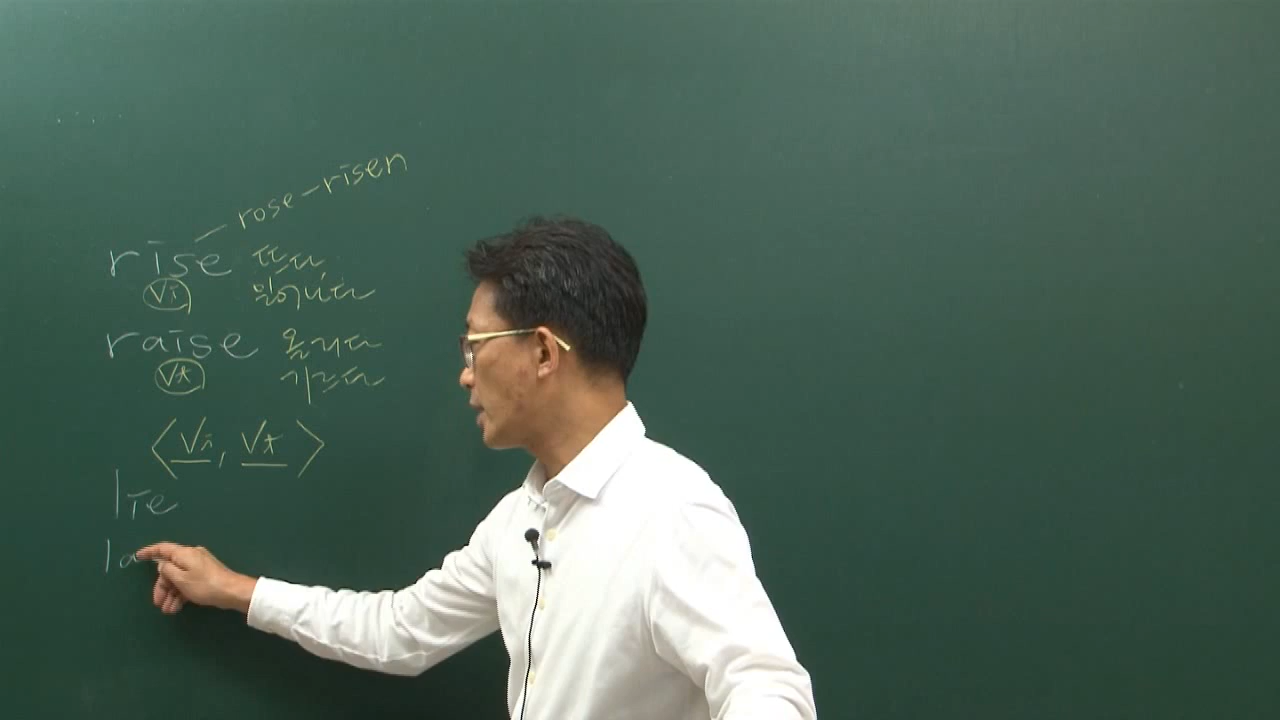 – rose – risen
rise 뜨다,
vi 일어나다
raise 올리다
vt 기르다
<vi, vt>
lie
la